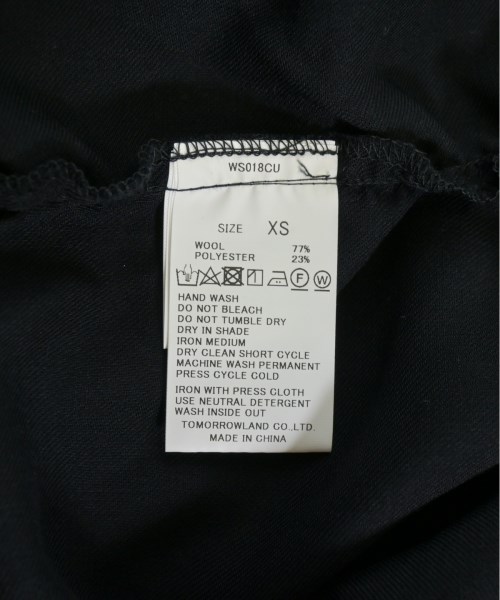 WS018CU
SIZE XS
WOOL 77%
POLYESTER 23%
F W
HAND WASH
DO NOT BLEACH
DO NOT TUMBLE DRY
DRY IN SHADE
IRON MEDIUM
DRY CLEAN SHORT CYCLE
MACHINE WASH PERMANENT
PRESS CYCLE COLD
IRON WITH PRESS CLOTH
USE NEUTRAL DETERGENT
WASH INSIDE OUT
TOMORROWLAND CO.,LTD.
MADE IN CHINA